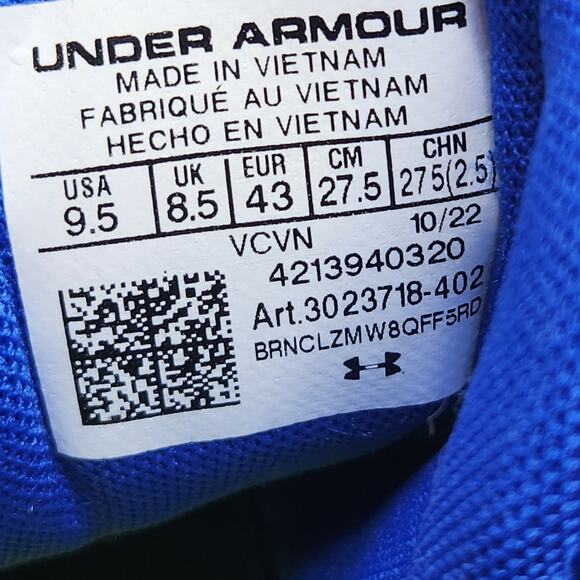 UNDER ARMOUR
MADE IN VIETNAM
FABRIQUÉ AU VIETNAM
HECHO EN VIETNAM
USA UK EUR CM CHN
9.5 8.5 43 27.5 275(2.5)
VCVN 10/22
4213940320
Art.3023718-402
BRNCLZMW8QFF5RD